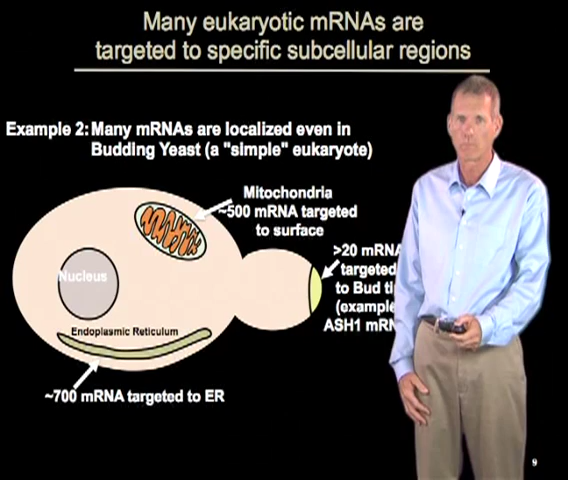 Many eukaryotic mRNAs are
targeted to specific subcellular regions
Example 2: Many mRNAs are localized even in
Budding Yeast (a "simple" eukaryote)
Mitochondria
~500 mRNA targeted
to surface
>20 mRNA
targeted
to Bud
(example
ASH1
Nucleus
Endoplasmic Reticulum
~700 mRNA targeted to ER
9